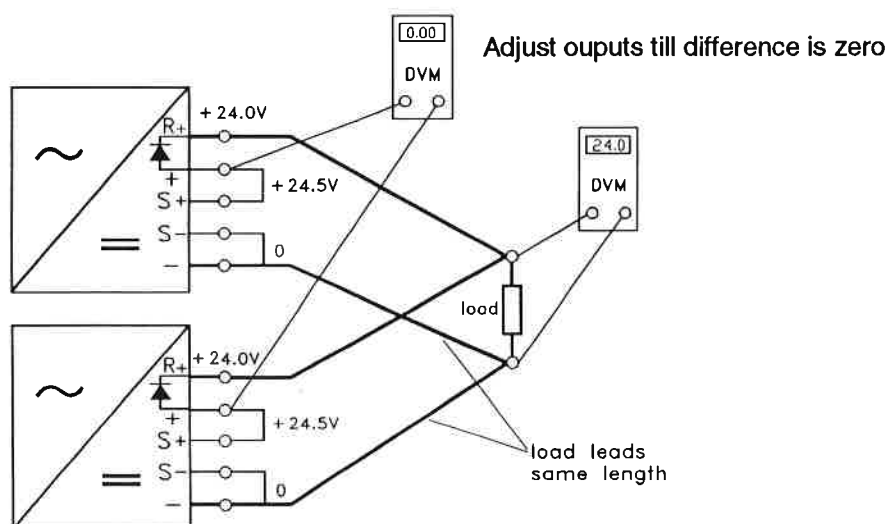 0.00
DVM
Adjust ouputs till difference is zero
+24.0V
R+
+
+24.5V
S+
S-
0
-
24.0
DVM
load
+24.0V
R+
+
+24.5V
S+
S-
0
-
load leads
same length